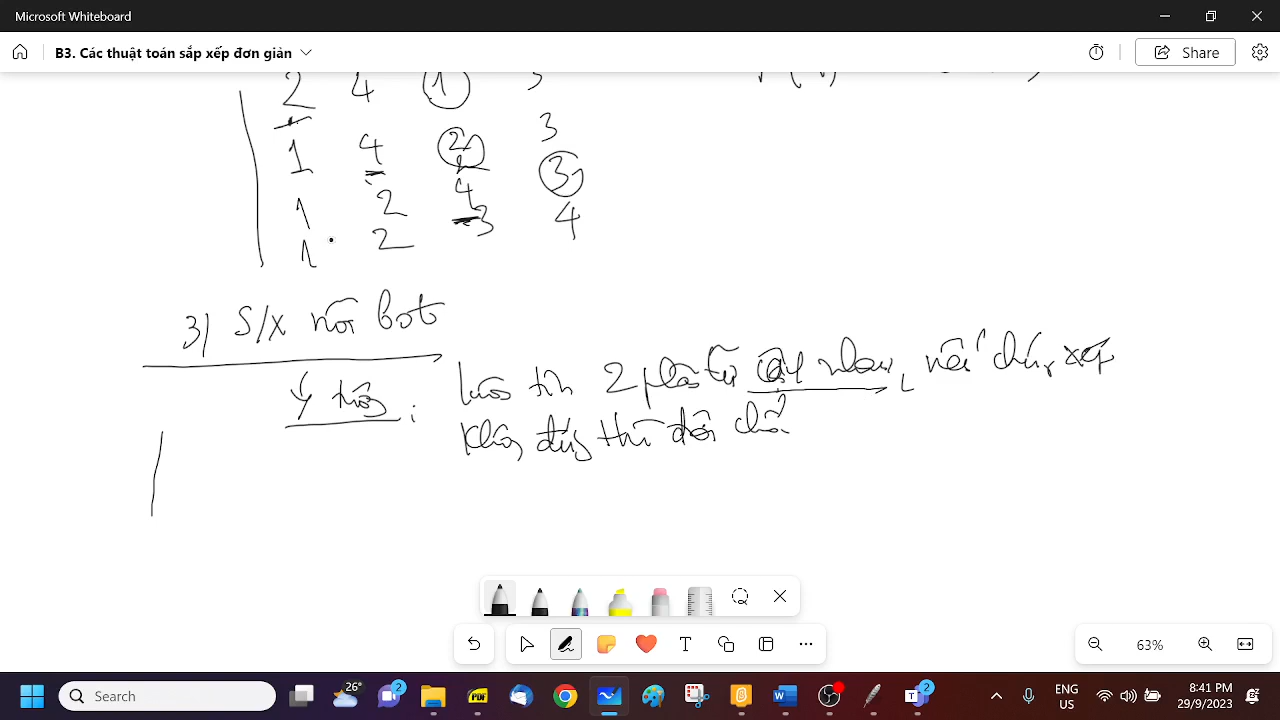 Microsoft Whiteboard
B3. Các thuật toán sắp xếp đơn giản
Share
2 4 1 3
1 4 2 3
1 2 4 3
1 2 3 4
3) S/X nổi bọt
Ý tưởng: luôn tìm 2 phần tử cạnh nhau, nếu chúng xếp
không đúng thì đổi chỗ
63%
Search
26°
2
PDF
2
ENG
US
8:41 PM
29/9/2023